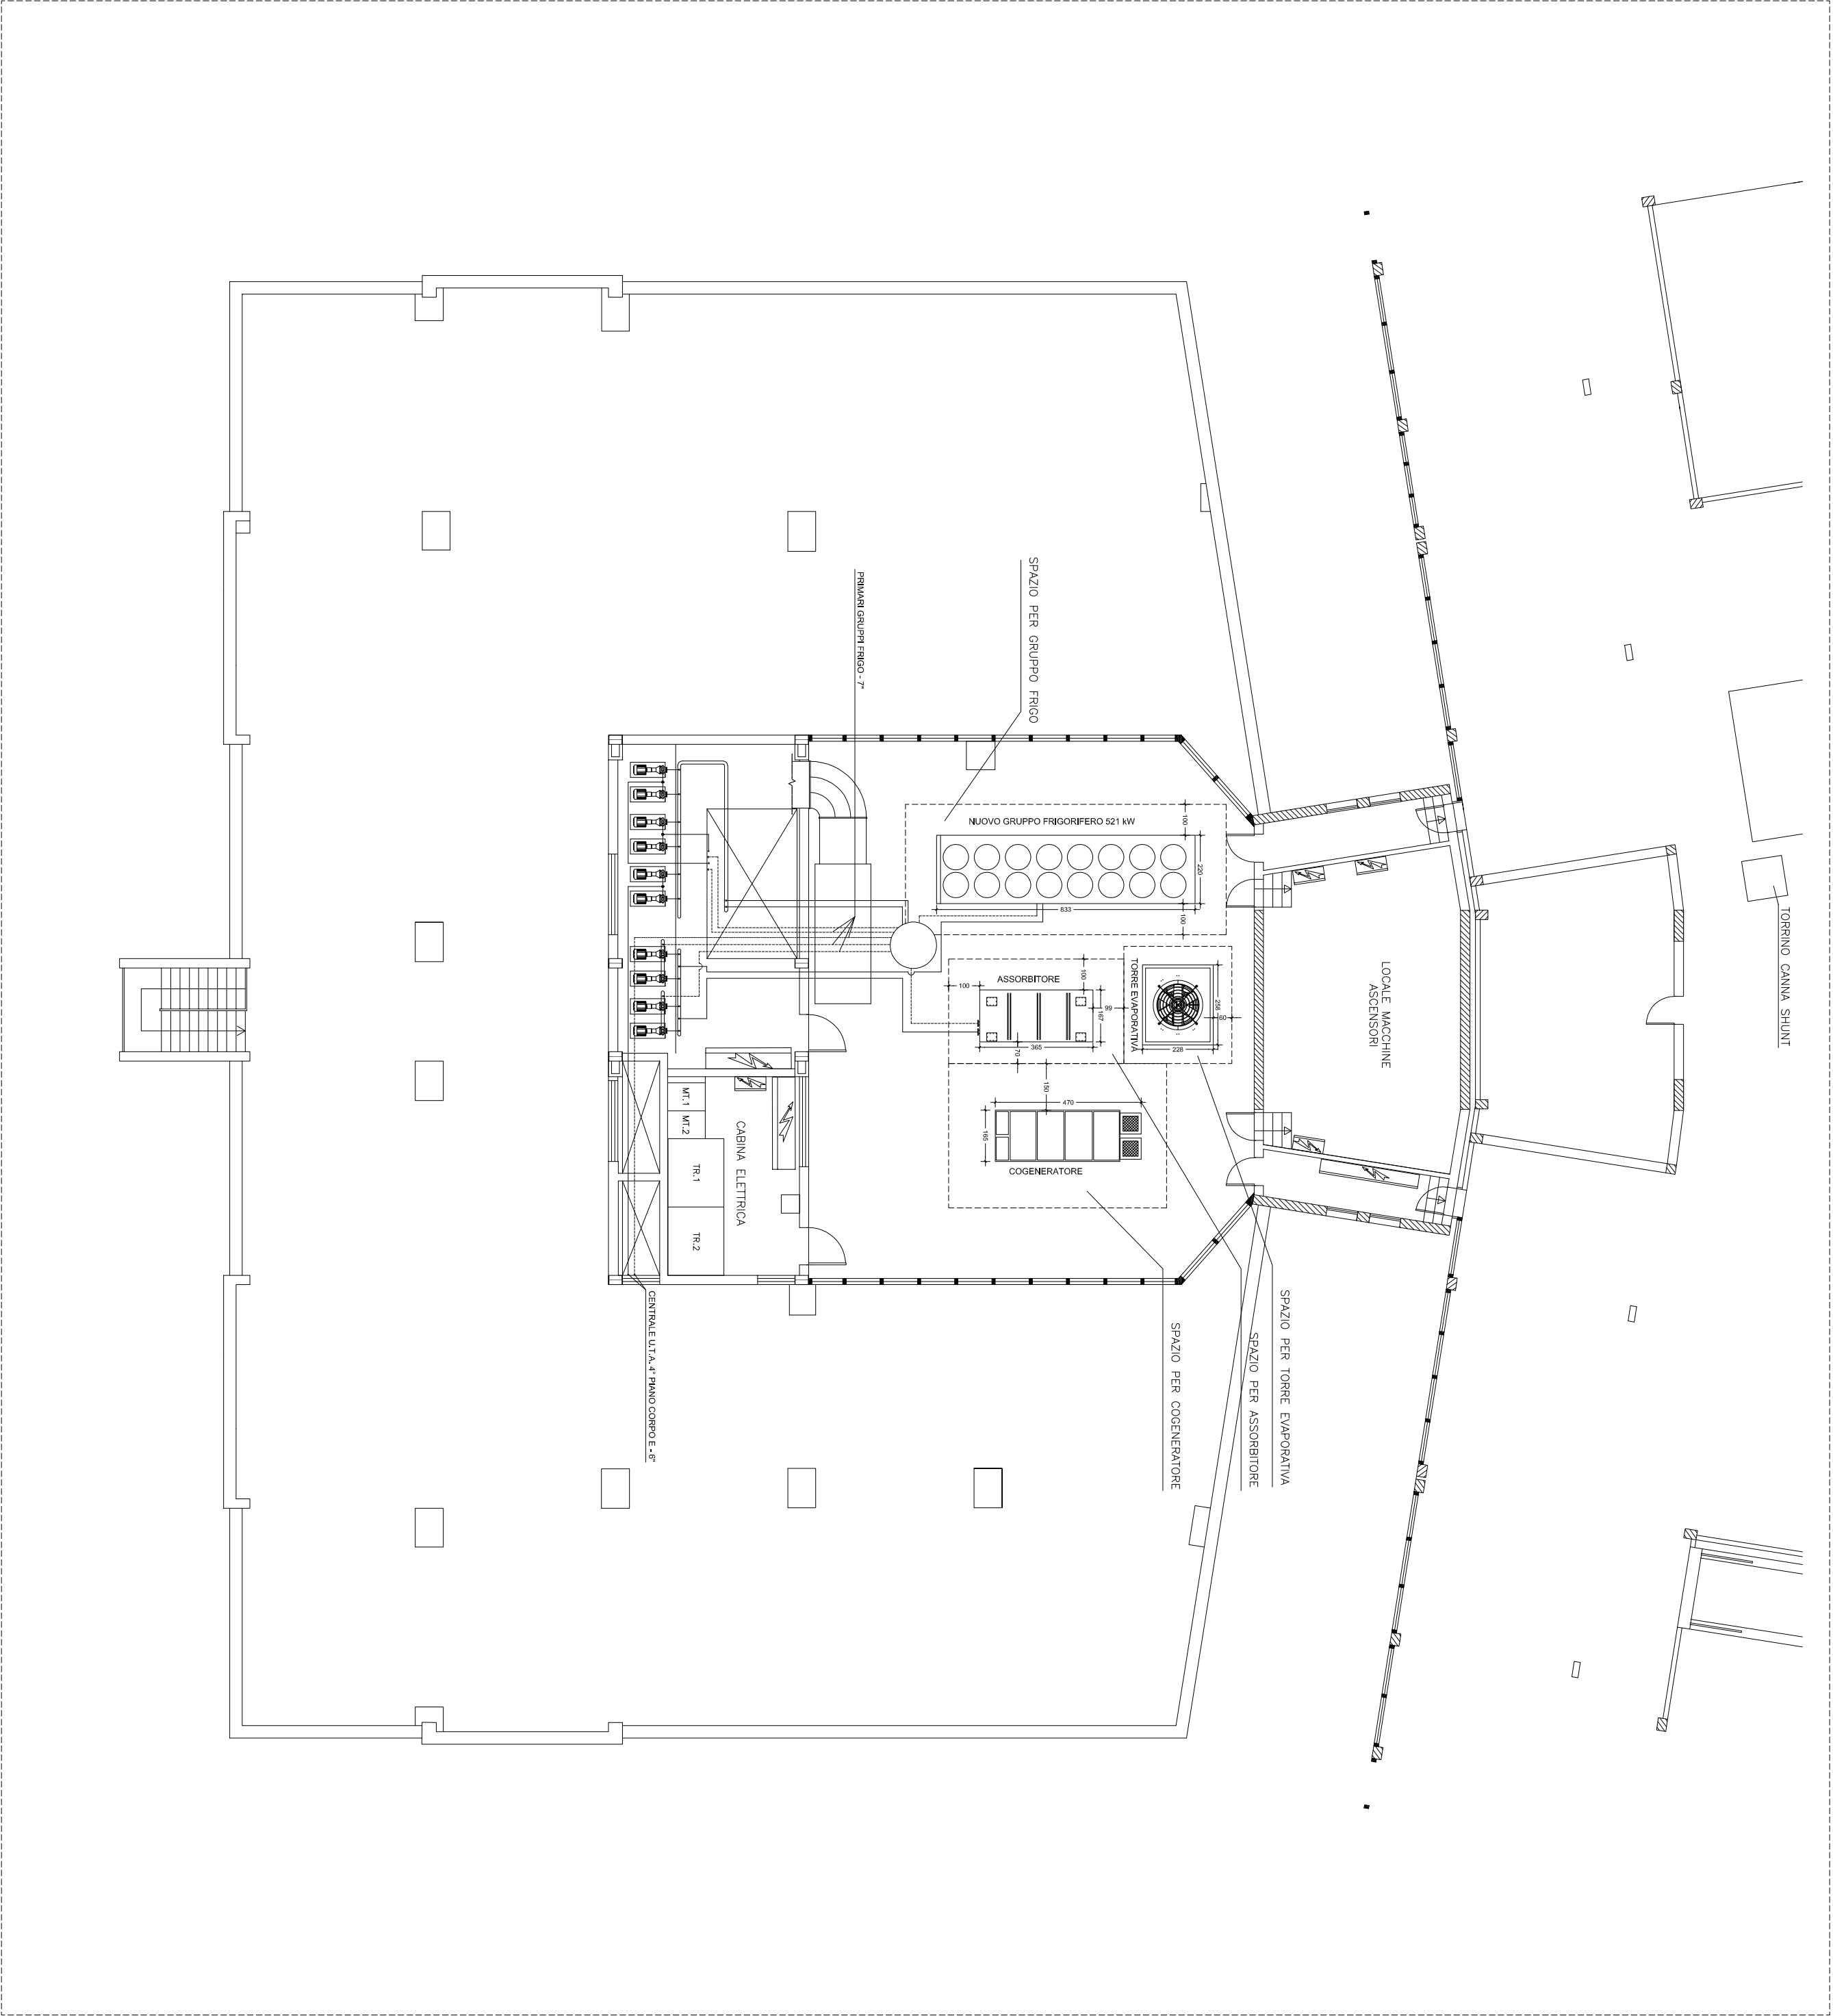 TORRINO CANNA SHUNT
SPAZIO PER GRUPPO FRIGO
PRIMARI GRUPPI FRIGO - 7"
NUOVO GRUPPO FRIGORIFERO 521 kW
100
220
833
100
LOCALE MACCHINE
ASCENSORI
ASSORBITORE
100
100
167
99
365
70
TORRE EVAPORATIVA
258
60
228
150
470
165
COGENERATORE
MT.1
MT.2
TR.1
TR.2
CABINA ELETTRICA
CENTRALE U.T.A. 4° PIANO CORPO E - 6"
SPAZIO PER COGENERATORE
SPAZIO PER ASSORBITORE
SPAZIO PER TORRE EVAPORATIVA